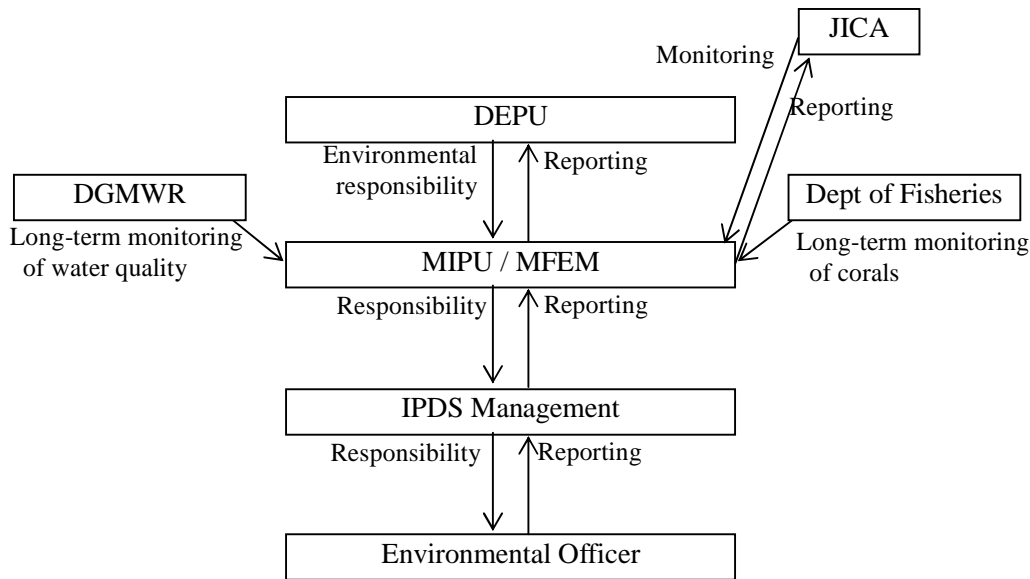 JICA
Monitoring
Reporting
DEPU
Environmental
responsibility
Reporting
DGMWR
Dept of Fisheries
Long-term monitoring
of water quality
Long-term monitoring
of corals
MIPU / MFEM
Responsibility
Reporting
IPDS Management
Responsibility
Reporting
Environmental Officer